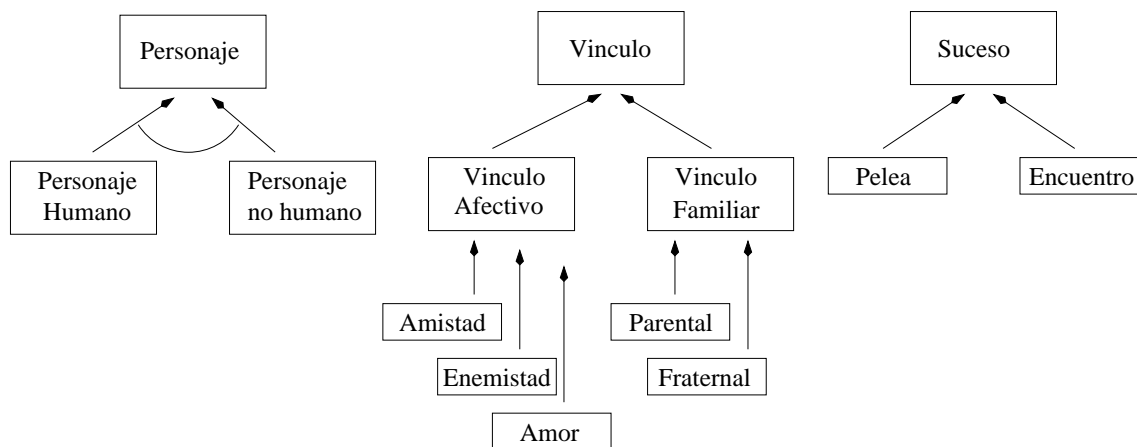 Personaje
Vinculo
Suceso
Personaje
Humano
Personaje
no humano
Vinculo
Afectivo
Vinculo
Familiar
Pelea
Encuentro
Amistad
Parental
Enemistad
Fraternal
Amor